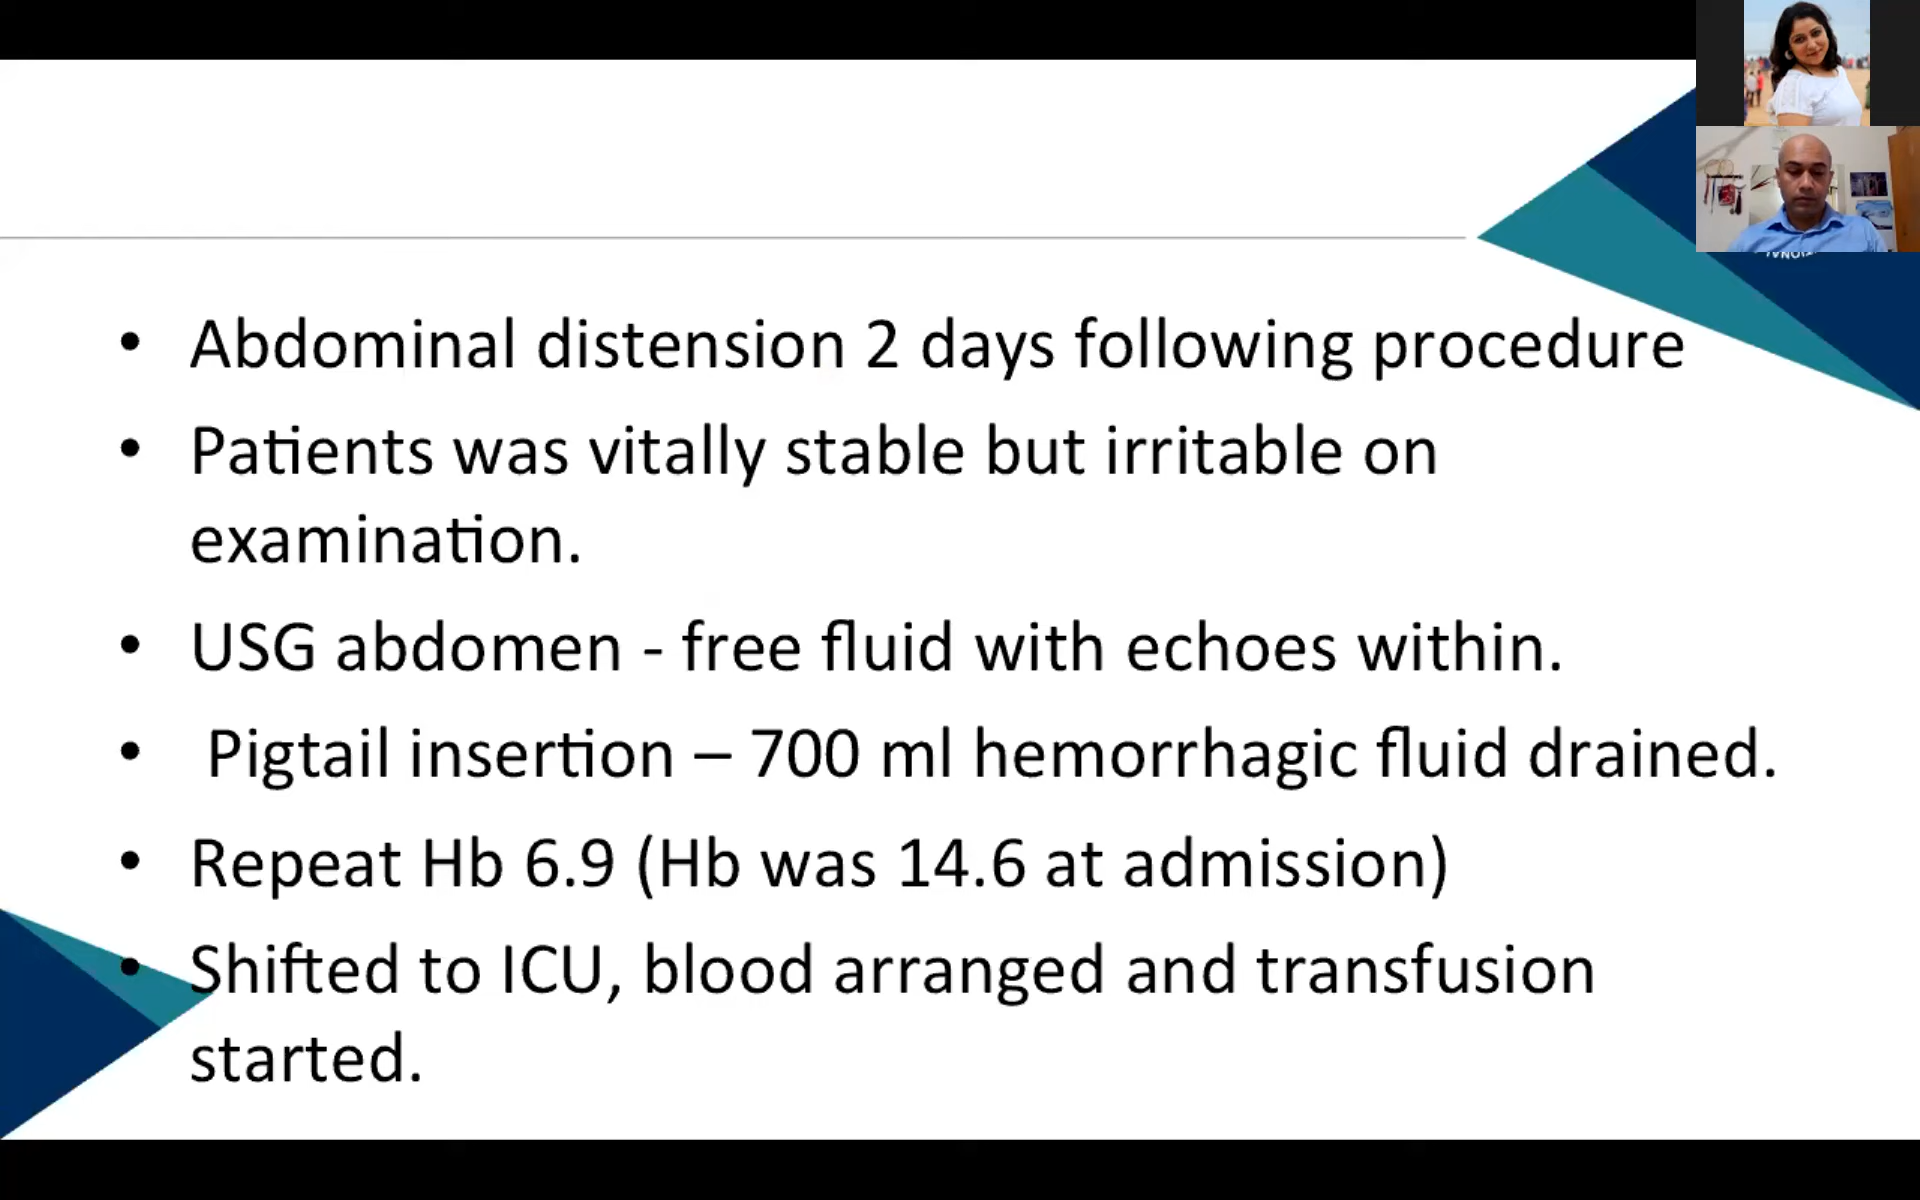 • Abdominal distension 2 days following procedure
• Patients was vitally stable but irritable on
examination.
• USG abdomen - free fluid with echoes within.
• Pigtail insertion – 700 ml hemorrhagic fluid drained.
• Repeat Hb 6.9 (Hb was 14.6 at admission)
• Shifted to ICU, blood arranged and transfusion
started.